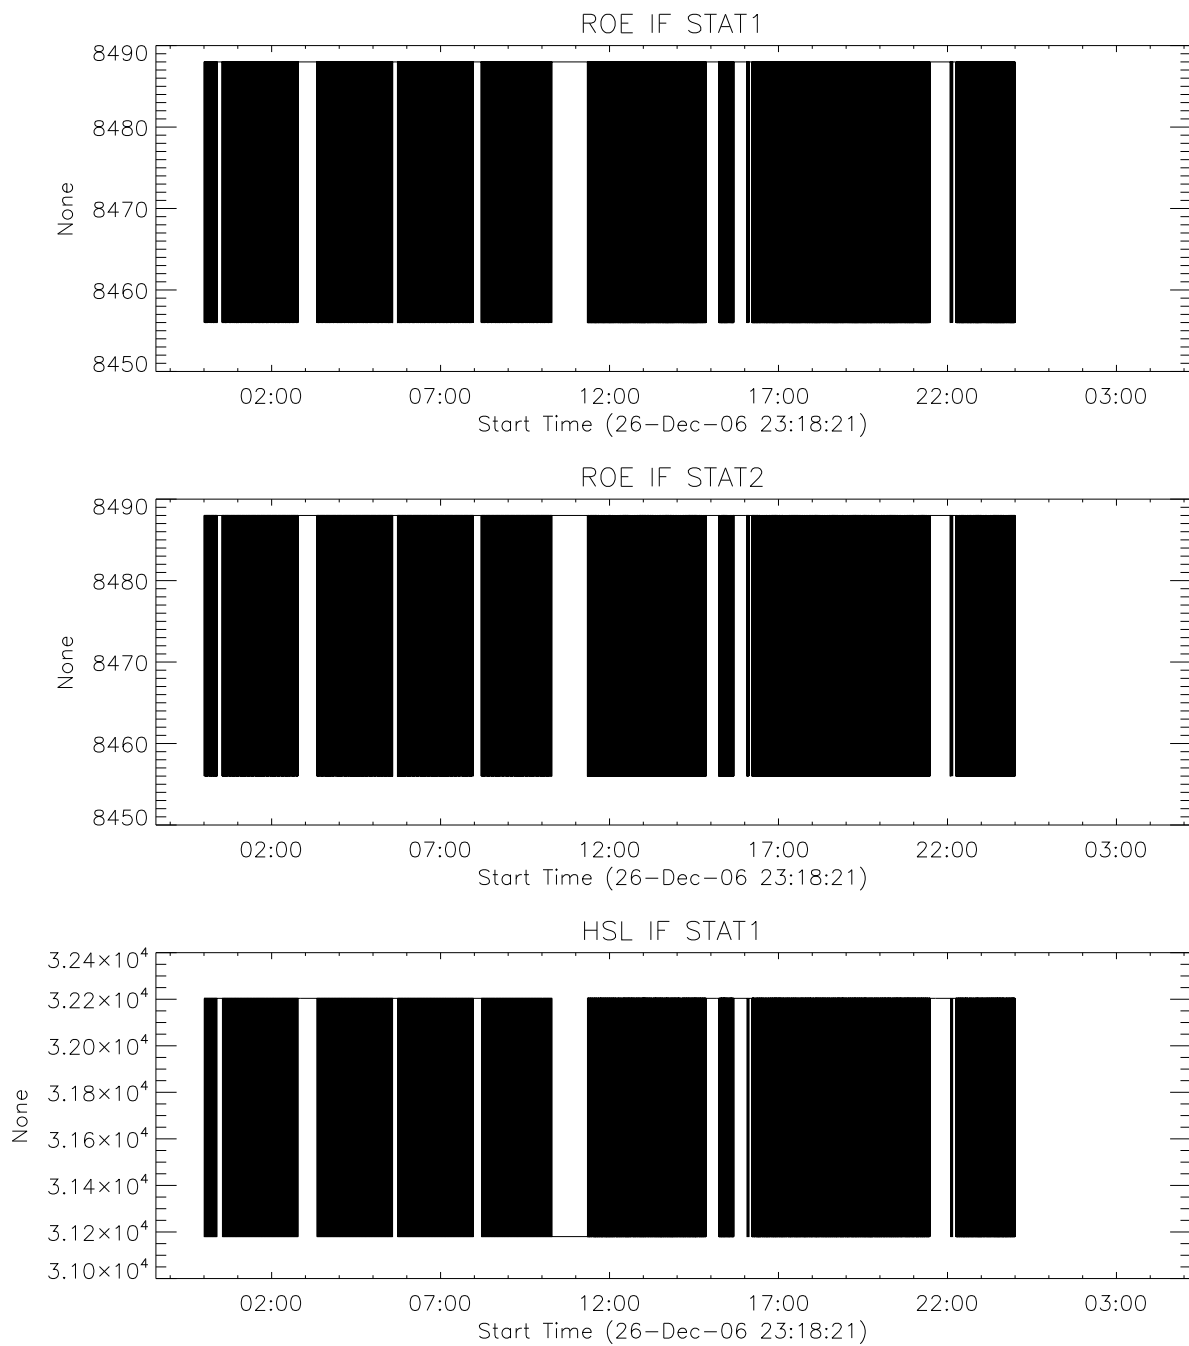 ROE IF STAT1
8490
8480
8470
8460
8450
None
02:00 07:00 12:00 17:00 22:00 03:00
Start Time (26-Dec-06 23:18:21)
ROE IF STAT2
8490
8480
8470
8460
8450
None
02:00 07:00 12:00 17:00 22:00 03:00
Start Time (26-Dec-06 23:18:21)
HSL IF STAT1
3.24×10⁴
3.22×10⁴
3.20×10⁴
3.18×10⁴
3.16×10⁴
3.14×10⁴
3.12×10⁴
3.10×10⁴
None
02:00 07:00 12:00 17:00 22:00 03:00
Start Time (26-Dec-06 23:18:21)